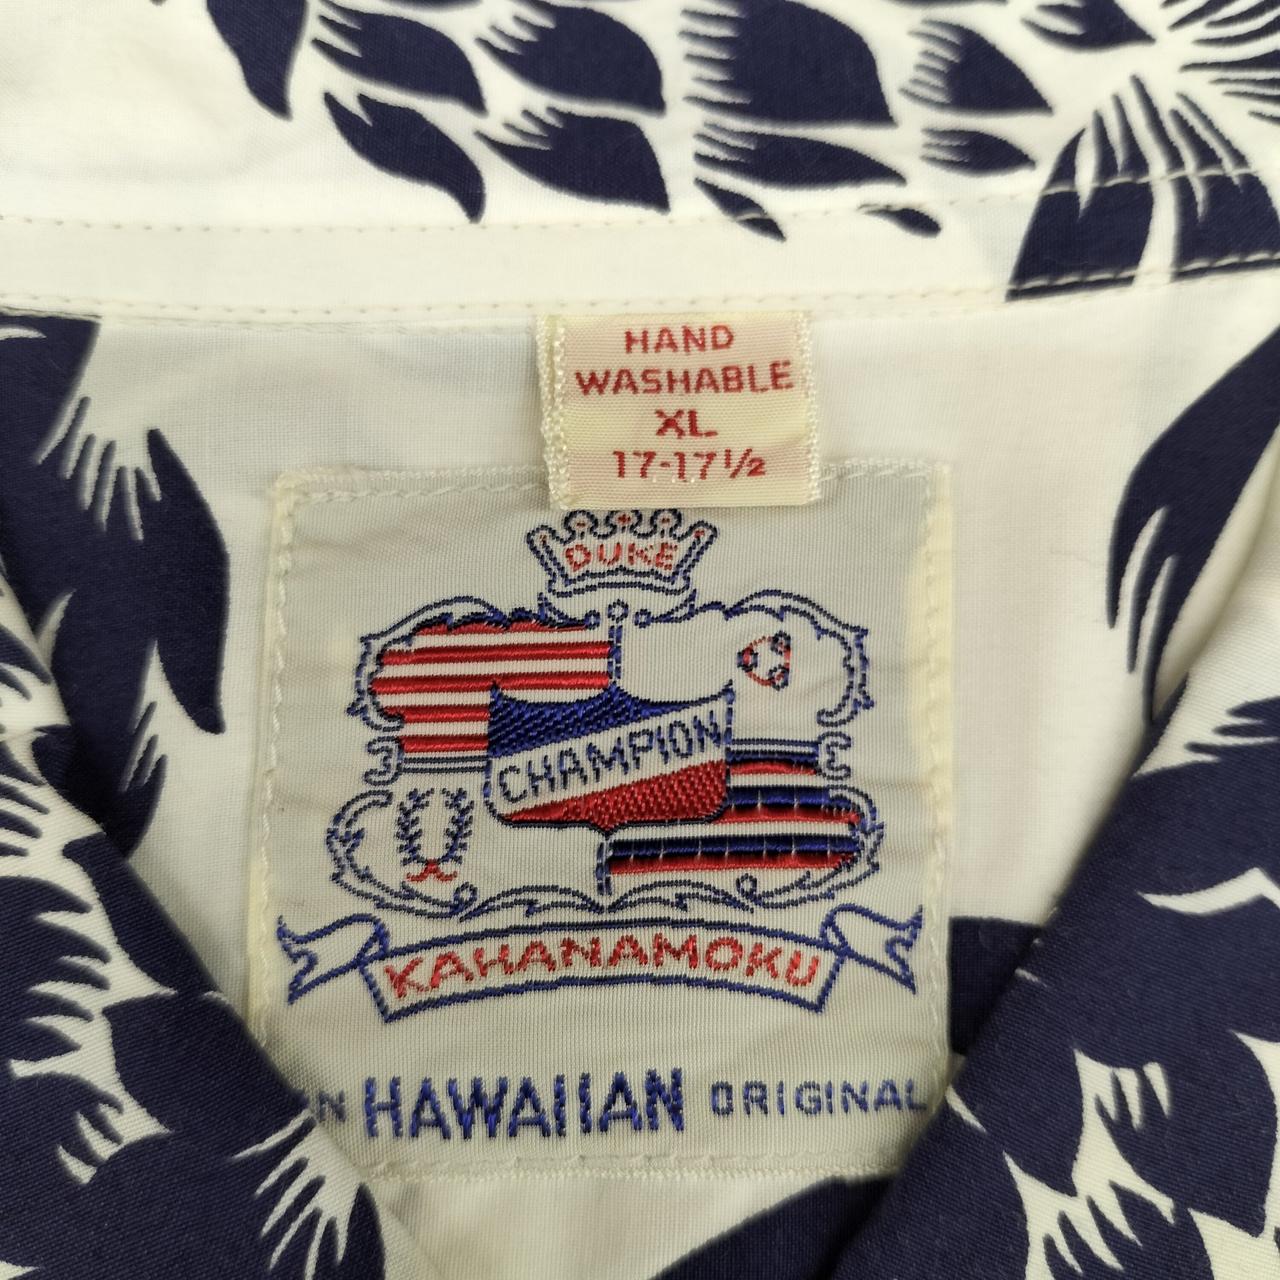 HAND
WASHABLE
XL
17-17½
DUKE
CHAMPION
KAHANAMOKU
HAWAIIAN ORIGINAL